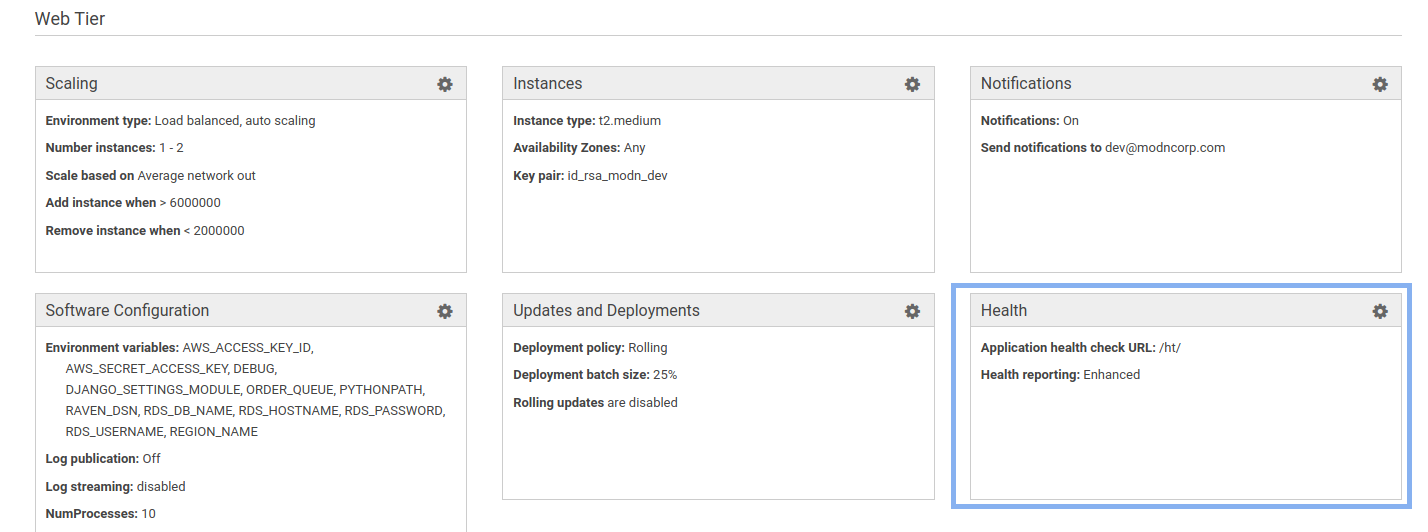 Web Tier
Scaling
Environment type: Load balanced, auto scaling
Number instances: 1 - 2
Scale based on Average network out
Add instance when > 6000000
Remove instance when < 2000000
Instances
Instance type: t2.medium
Availability Zones: Any
Key pair: id_rsa_modn_dev
Notifications
Notifications: On
Send notifications to dev@modncorp.com
Software Configuration
Environment variables: AWS_ACCESS_KEY_ID,
AWS_SECRET_ACCESS_KEY, DEBUG,
DJANGO_SETTINGS_MODULE, ORDER_QUEUE, PYTHONPATH,
RAVEN_DSN, RDS_DB_NAME, RDS_HOSTNAME, RDS_PASSWORD,
RDS_USERNAME, REGION_NAME
Log publication: Off
Log streaming: disabled
NumProcesses: 10
Updates and Deployments
Deployment policy: Rolling
Deployment batch size: 25%
Rolling updates are disabled
Health
Application health check URL: /ht/
Health reporting: Enhanced